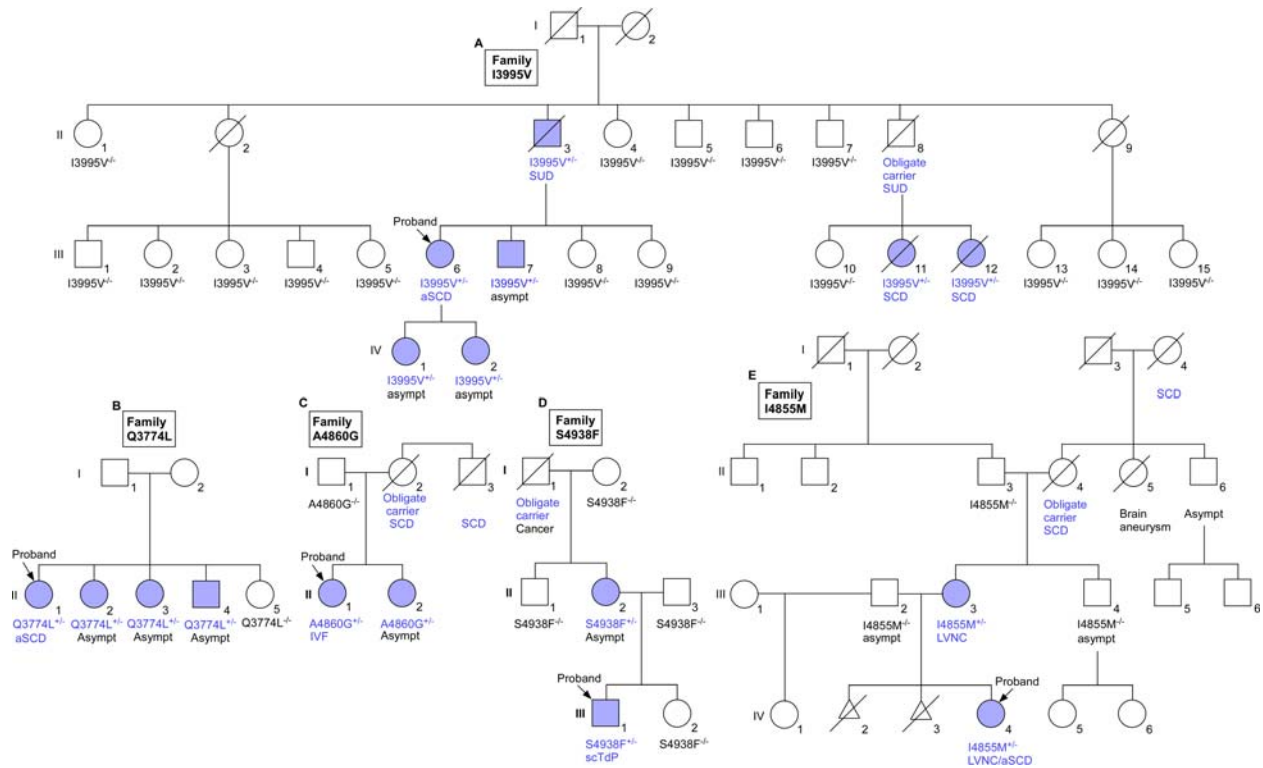 I
1
2
A
Family
I3995V
II
1
2
3
4
5
6
7
8
9
I3995V-/-
I3995V+/-
SUD
I3995V-/-
I3995V-/-
I3995V-/-
I3995V-/-
Obligate
carrier
SUD
Proband
III
1
2
3
4
5
6
7
8
9
10
11
12
13
14
15
I3995V-/-
I3995V-/-
I3995V-/-
I3995V-/-
I3995V-/-
I3995V+/-
aSCD
I3995V+/-
asympt
I3995V-/-
I3995V-/-
I3995V-/-
I3995V+/-
SCD
I3995V+/-
SCD
I3995V-/-
I3995V-/-
I3995V-/-
IV
1
2
I3995V+/-
asympt
I3995V+/-
asympt
B
Family
Q3774L
I
1
2
Proband
II
1
2
3
4
5
Q3774L+/-
aSCD
Q3774L+/-
Asympt
Q3774L+/-
Asympt
Q3774L+/-
Asympt
Q3774L-/-
C
Family
A4860G
I
1
2
3
A4860G-/-
Obligate
carrier
SCD
SCD
Proband
II
1
2
A4860G+/-
IVF
A4860G+/-
Asympt
D
Family
S4938F
I
1
2
Obligate
carrier
Cancer
S4938F-/-
II
1
2
3
S4938F-/-
S4938F+/-
Asympt
S4938F-/-
Proband
III
1
2
S4938F+/-
scTdP
S4938F-/-
E
Family
I4855M
I
1
2
3
4
SCD
II
1
2
3
4
5
6
I4855M-/-
Obligate
carrier
SCD
Brain
aneurysm
Asympt
III
1
2
3
4
5
6
I4855M-/-
asympt
I4855M+/-
LVNC
I4855M-/-
asympt
Proband
IV
1
2
3
4
5
6
I4855M+/-
LVNC/aSCD